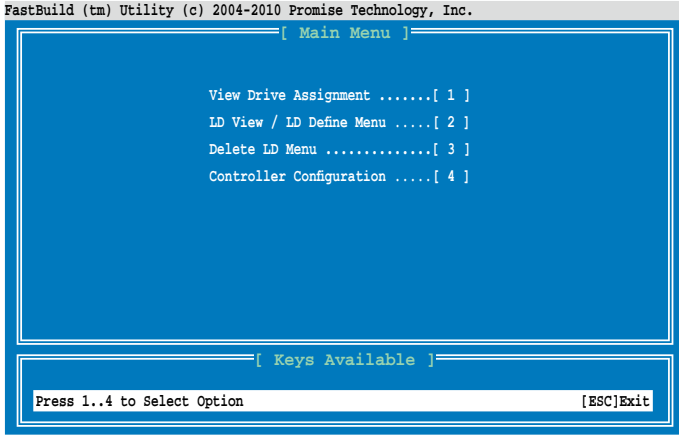 FastBuild (tm) Utility (c) 2004-2010 Promise Technology, Inc.
[ Main Menu ]
View Drive Assignment .......[ 1 ]
LD View / LD Define Menu .....[ 2 ]
Delete LD Menu ..............[ 3 ]
Controller Configuration .....[ 4 ]
[ Keys Available ]
Press 1..4 to Select Option [ESC]Exit